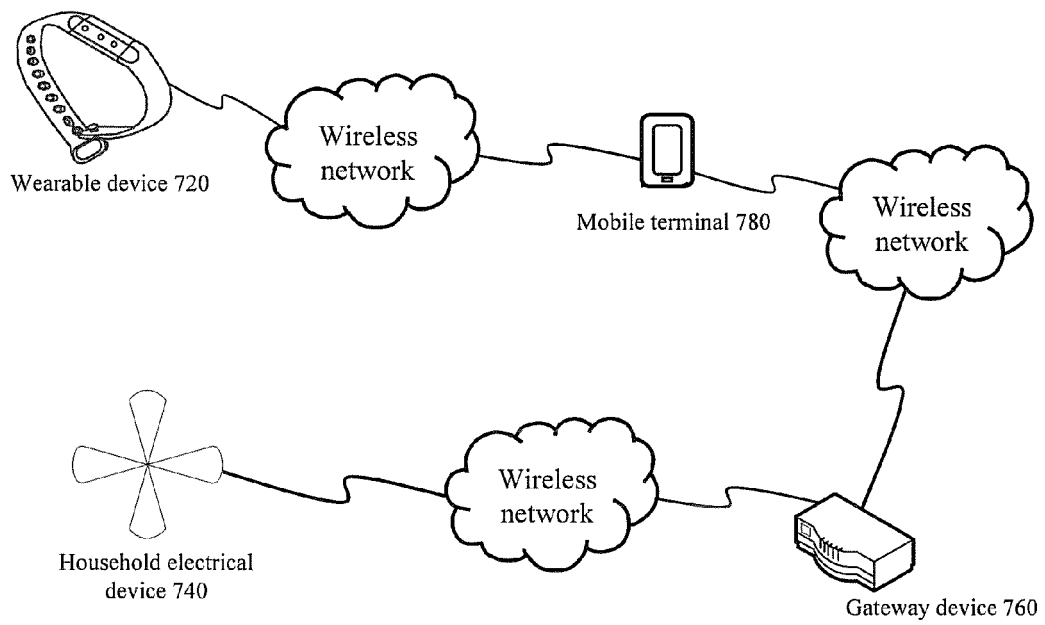 Wireless
network
Wearable device 720
Mobile terminal 780
Wireless
network
Wireless
network
Household electrical
device 740
Gateway device 760